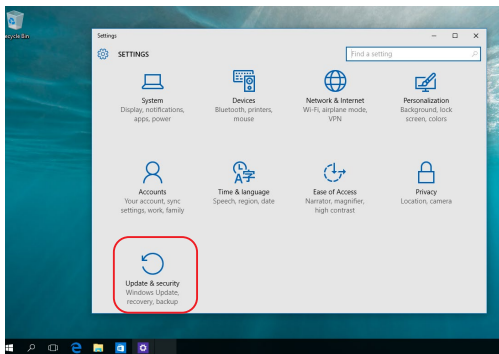 Recycle Bin
Settings
SETTINGS
Find a setting
System
Display, notifications,
apps, power
Devices
Bluetooth, printers,
mouse
Network & Internet
Wi-Fi, airplane mode,
VPN
Personalization
Background, lock
screen, colors
Accounts
Your account, sync
settings, work, family
Time & language
Speech, region, date
Ease of Access
Narrator, magnifier,
high contrast
Privacy
Location, camera
Update & security
Windows Update,
recovery, backup